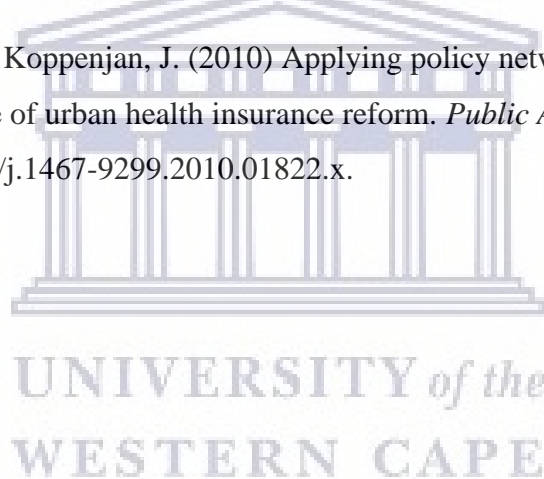 Koppenjan, J. (2010) Applying policy netw
e of urban health insurance reform. Public A
/j.1467-9299.2010.01822.x.
UNIVERSITY of the
WESTERN CAPE